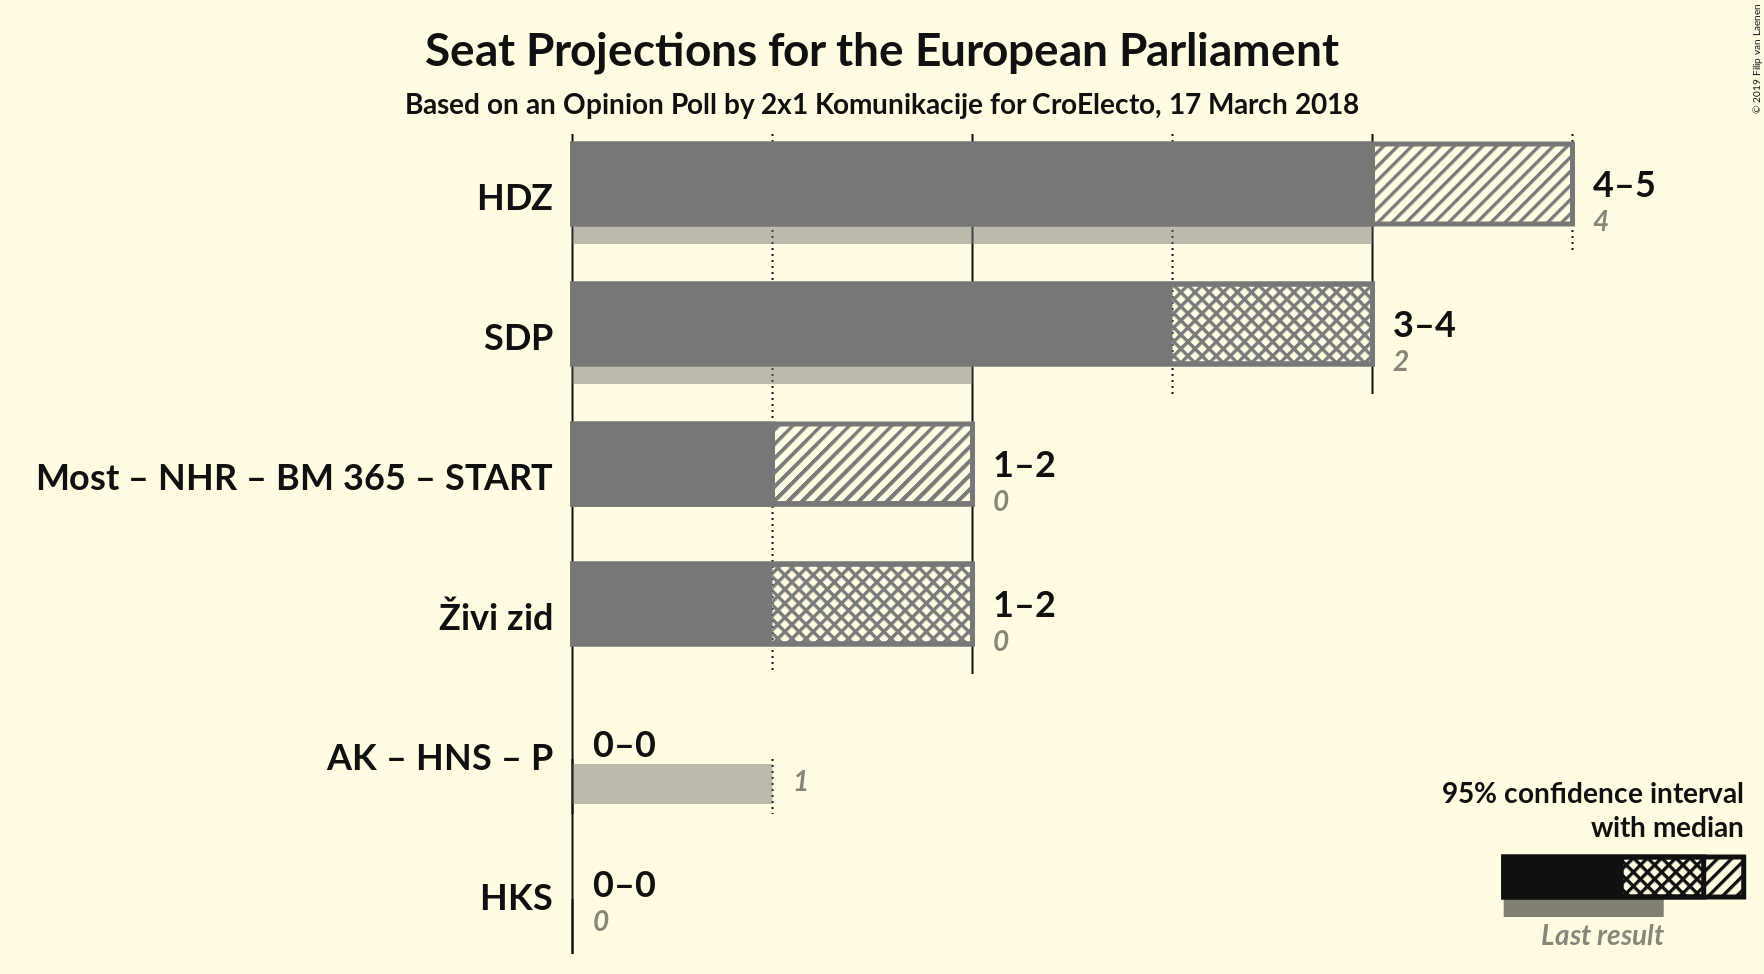 Seat Projections for the European Parliament
Based on an Opinion Poll by 2x1 Komunikacije for CroElecto, 17 March 2018
© 2019 Filip van Laenen
HDZ
4–5
4
SDP
3–4
2
Most – NHR – BM 365 – START
1–2
0
Živi zid
1–2
0
AK – HNS – P
0–0
1
HKS
0–0
0
95% confidence interval
with median
Last result